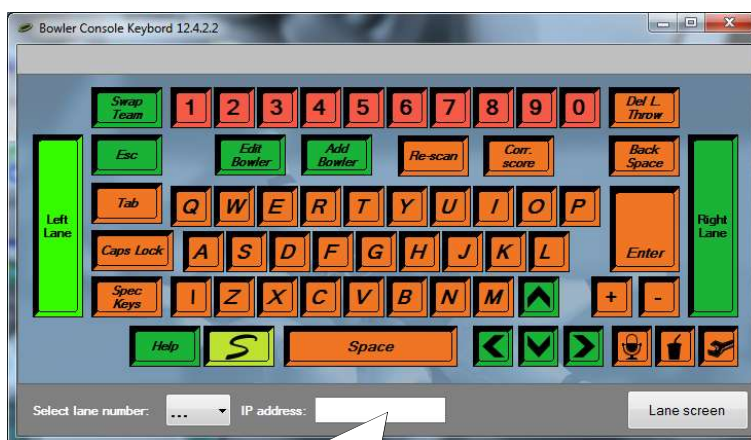 Bowler Console Keybord 12.4.2.2
Swap Team 1 2 3 4 5 6 7 8 9 0 Del L. Throw
Esc Edit Bowler Add Bowler Re-scan Corr. score Back Space
Left Lane
Tab Q W E R T Y U I O P
Enter
Right Lane
Caps Lock A S D F G H J K L
Spec Keys \ Z X C V B N M + -
Help S Space
Select lane number: ... IP address: Lane screen